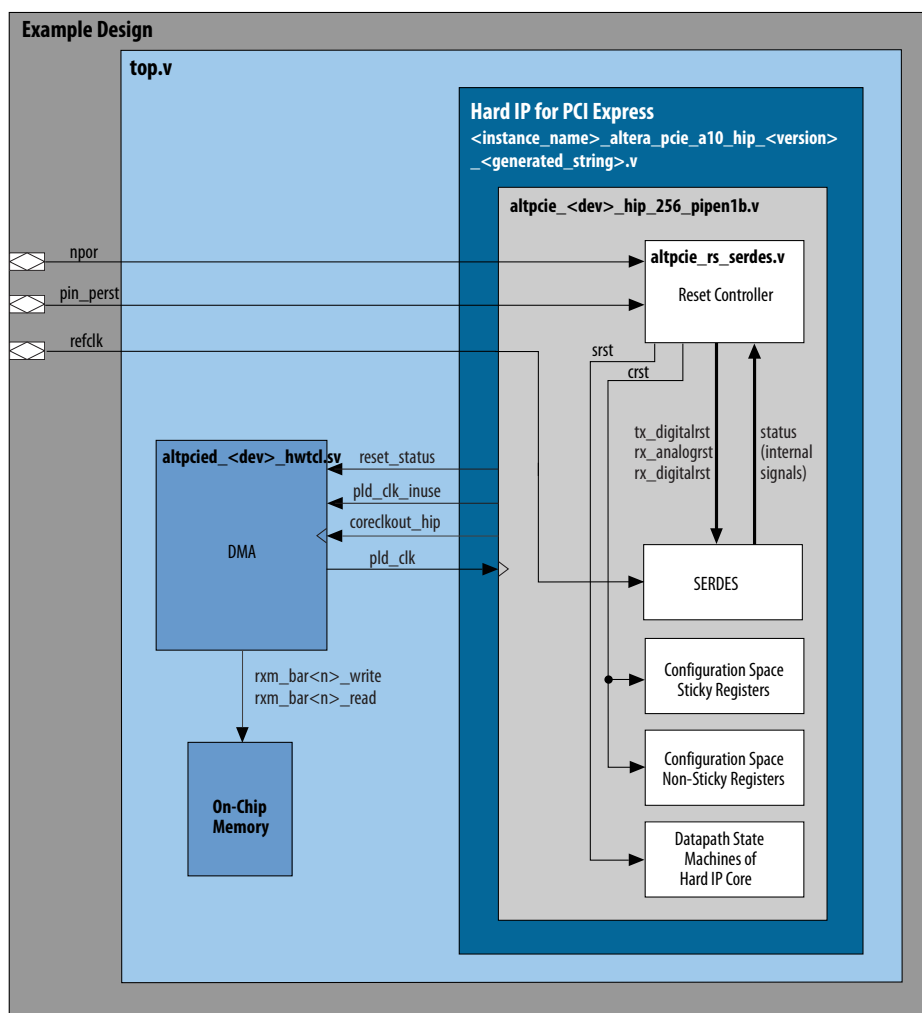 Example Design
top.v
Hard IP for PCI Express
<instance_name>_altera_pcie_a10_hip_<version>
_<generated_string>.v
altpcie_<dev>_hip_256_pipen1b.v
npor
altpcie_rs_serdes.v
Reset Controller
pin_perst
refclk
srst
crst
tx_digitalrst
rx_analogrst
rx_digitalrst
status
(internal
signals)
altpcied_<dev>_hwtcl.sv
reset_status
pld_clk_inuse
coreclkout_hip
DMA
pld_clk
SERDES
rxm_bar<n>_write
rxm_bar<n>_read
Configuration Space
Sticky Registers
Configuration Space
Non-Sticky Registers
On-Chip
Memory
Datapath State
Machines of
Hard IP Core